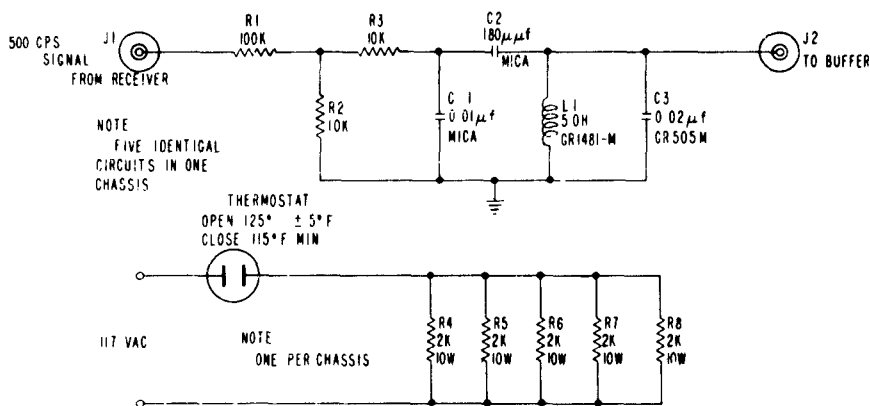 500 CPS
SIGNAL
FROM RECEIVER
J1
R1
100K
R3
10K
C2
180μμf
MICA
J2
TO BUFFER
R2
10K
C 1
0.01μf
MICA
L1
5.0H
GR1481-M
C3
0.02μf
GR505M
NOTE
FIVE IDENTICAL
CIRCUITS IN ONE
CHASSIS
THERMOSTAT
OPEN 125° ±5°F
CLOSE 115°F MIN
117 VAC
NOTE
ONE PER CHASSIS
R4
2K
10W
R5
2K
10W
R6
2K
10W
R7
2K
10W
R8
2K
10W